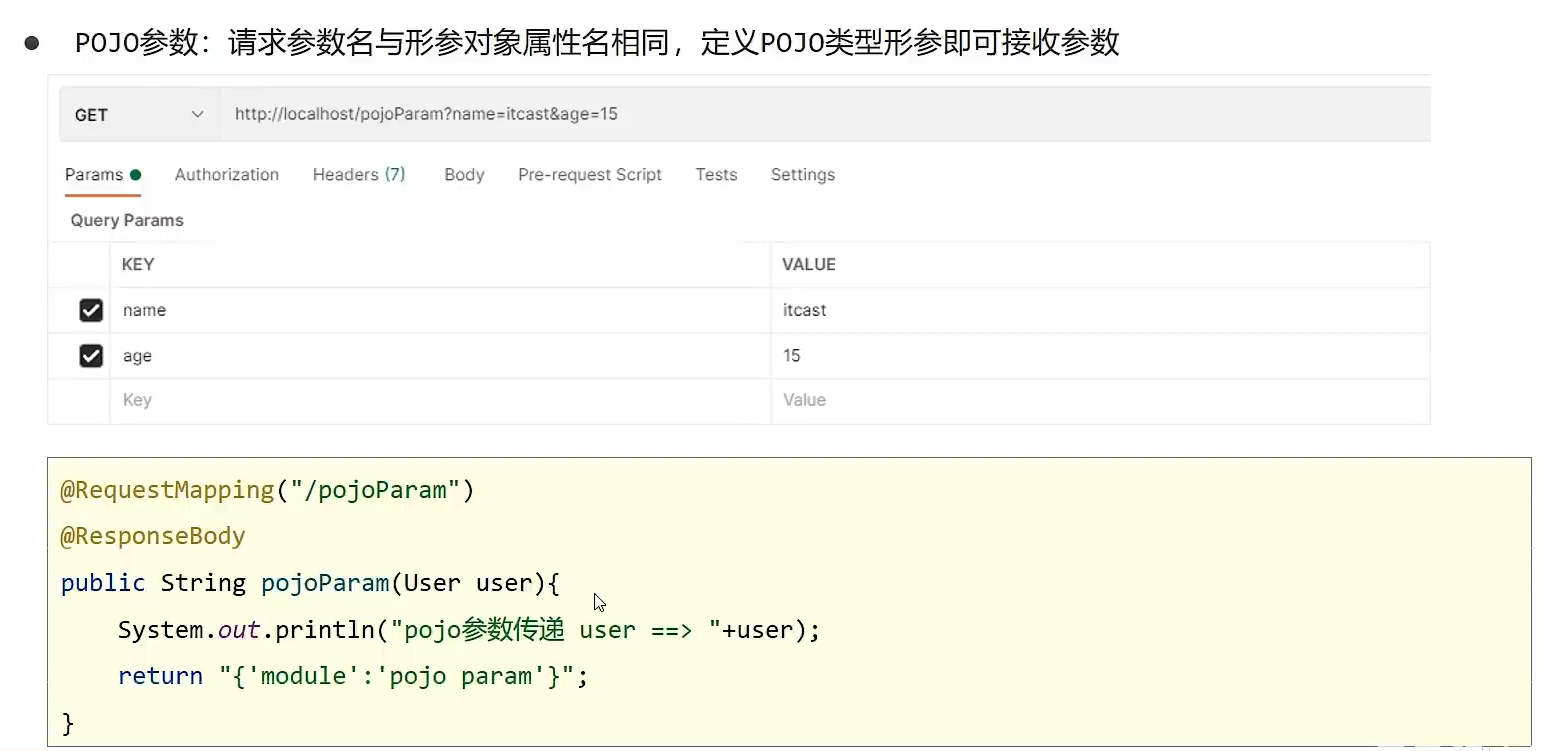 ● POJO参数：请求参数名与形参对象属性名相同，定义POJO类型形参即可接收参数
GET http://localhost/pojoParam?name=itcast&age=15
Params Authorization Headers (7) Body Pre-request Script Tests Settings
Query Params
KEY VALUE
name itcast
age 15
Key Value
@RequestMapping("/pojoParam")
@ResponseBody
public String pojoParam(User user){
    System.out.println("pojo参数传递 user ==> "+user);
    return "{'module':'pojo param'}";
}